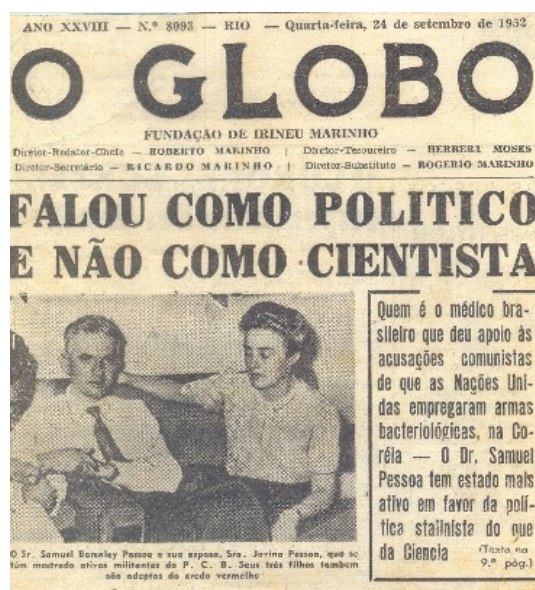 ANO XXVIII — N.º 8093 — RIO — Quarta-feira, 24 de setembro de 1952
O GLOBO
FUNDAÇÃO DE IRINEU MARINHO
Diretor-Redator-Chefe — ROBERTO MARINHO | Diretor-Tesoureiro — HERBERT MOSES
Diretor-Secretário — RICARDO MARINHO | Diretor-Substituto — ROGERIO MARINHO
FALOU COMO POLITICO
E NÃO COMO CIENTISTA
Quem é o médico bra-
sileiro que deu apoio às
acusações comunistas
de que as Nações Uni-
das empregaram armas
bacteriológicas, na Co-
réia — O Dr. Samuel
Pessoa tem estado mais
ativo em favor da polí-
tica stalinista do que
da Ciencia (Texto na
9.ª pág.)
O Sr. Samuel Barnsley Pessoa e sua esposa, Sra. Jovina Pessoa, que se
têm mostrado ativos militantes do P. C. B. Seus três filhos tambem
são adeptos do credo vermelho